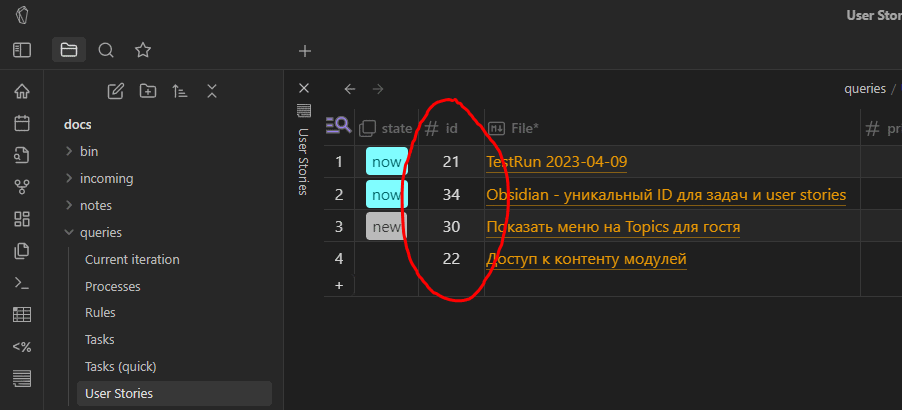 User Stor
docs
bin
incoming
notes
queries
Current iteration
Processes
Rules
Tasks
Tasks (quick)
User Stories
User Stories
queries /
state # id File* # pr
1 now 21 TestRun 2023-04-09
2 now 34 Obsidian - уникальный ID для задач и user stories
3 new 30 Показать меню на Topics для гостя
4 22 Доступ к контенту модулей
+